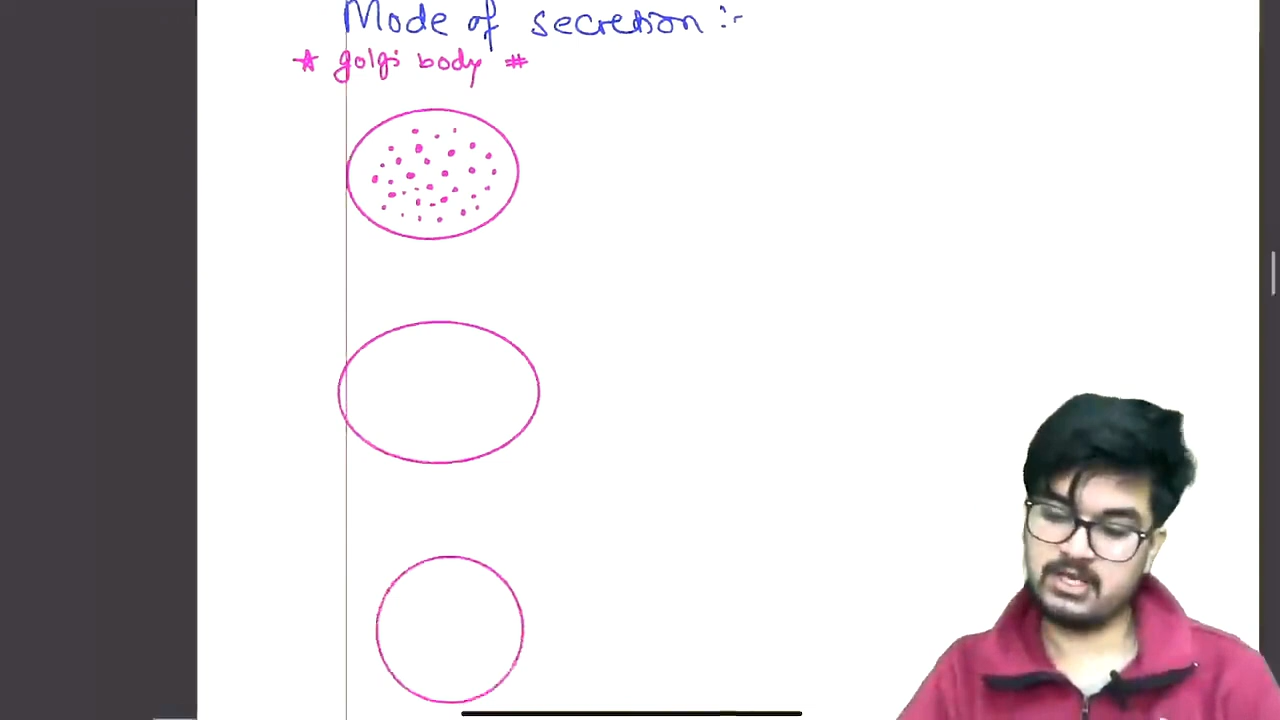 Mode of secretion :-
* golgi body #